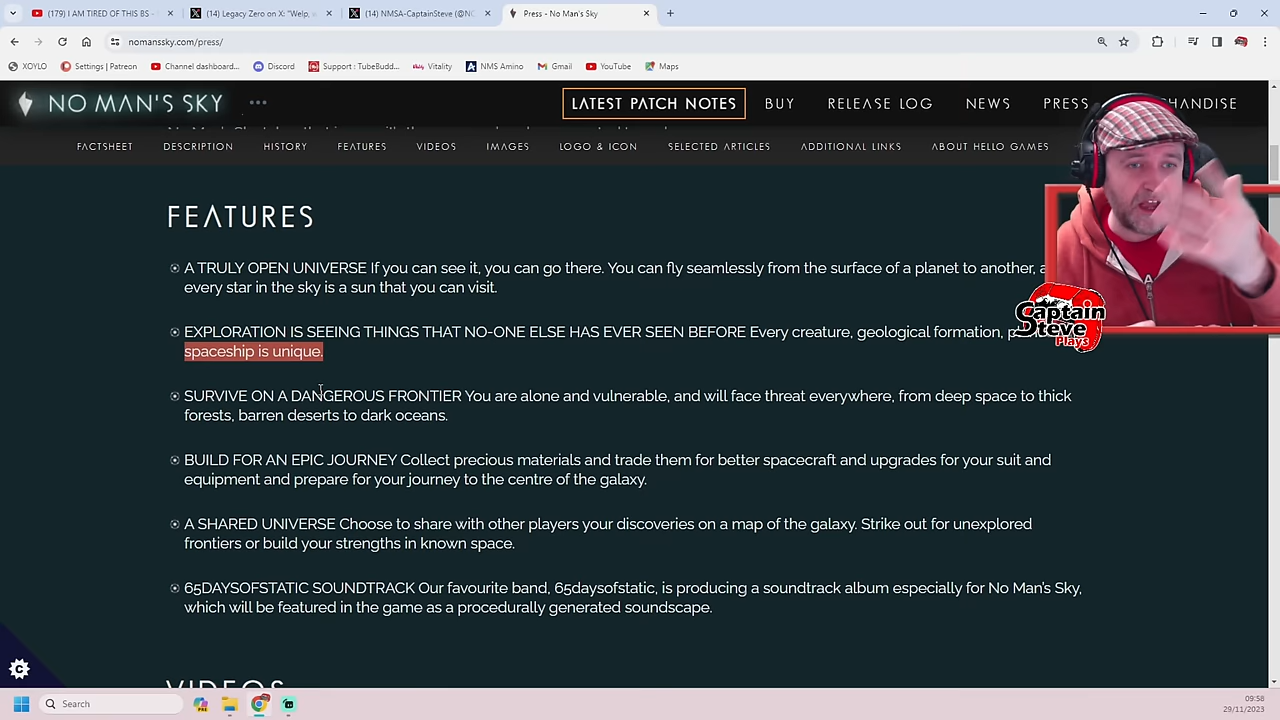 (179) I AM TIRED OF THIS BS -
(14) Legacy Zero on X: "Welp,
(14) NMSA-CaptainSteve (@NC
Press - No Man's Sky
nomanssky.com/press/
XOYLO
Settings | Patreon
Channel dashboard...
Discord
Support : TubeBudd...
Vitality
NMS Amino
Gmail
YouTube
Maps
NO MAN'S SKY
LATEST PATCH NOTES
BUY
RELEASE LOG
NEWS
PRESS
CHANDISE
FACTSHEET
DESCRIPTION
HISTORY
FEATURES
VIDEOS
IMAGES
LOGO & ICON
SELECTED ARTICLES
ADDITIONAL LINKS
ABOUT HELLO GAMES
FEATURES
A TRULY OPEN UNIVERSE If you can see it, you can go there. You can fly seamlessly from the surface of a planet to another,
every star in the sky is a sun that you can visit.
EXPLORATION IS SEEING THINGS THAT NO-ONE ELSE HAS EVER SEEN BEFORE Every creature, geological formation,
spaceship is unique.
SURVIVE ON A DANGEROUS FRONTIER You are alone and vulnerable, and will face threat everywhere, from deep space to thick
forests, barren deserts to dark oceans.
BUILD FOR AN EPIC JOURNEY Collect precious materials and trade them for better spacecraft and upgrades for your suit and
equipment and prepare for your journey to the centre of the galaxy.
A SHARED UNIVERSE Choose to share with other players your discoveries on a map of the galaxy. Strike out for unexplored
frontiers or build your strengths in known space.
65DAYSOFSTATIC SOUNDTRACK Our favourite band, 65daysofstatic, is producing a soundtrack album especially for No Man's Sky,
which will be featured in the game as a procedurally generated soundscape.
VIDEOS
Captain
Steve
Plays
C
Search
09:58
29/11/2023